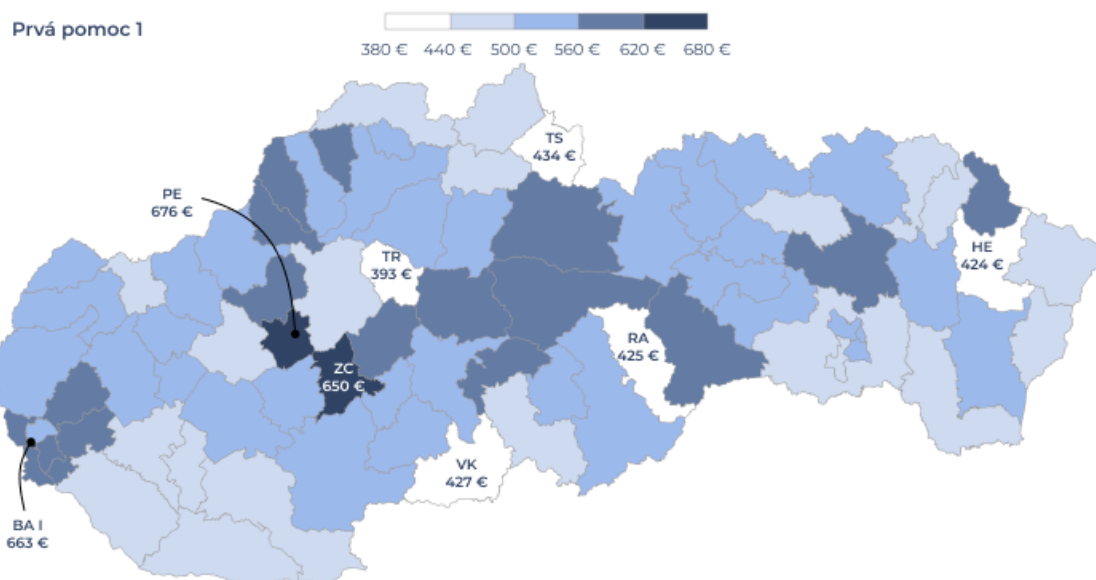 Prvá pomoc 1
380 € 440 € 500 € 560 € 620 € 680 €
TS
434 €
PE
676 €
TR
393 €
HE
424 €
RA
425 €
ZC
650 €
VK
427 €
BA I
663 €